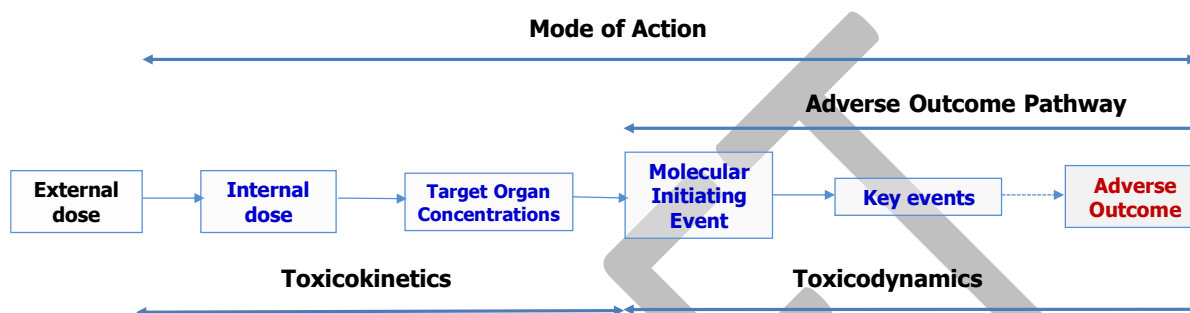 Mode of Action
Adverse Outcome Pathway
External
dose
Internal
dose
Target Organ
Concentrations
Molecular
Initiating
Event
Key events
Adverse
Outcome
Toxicokinetics
Toxicodynamics